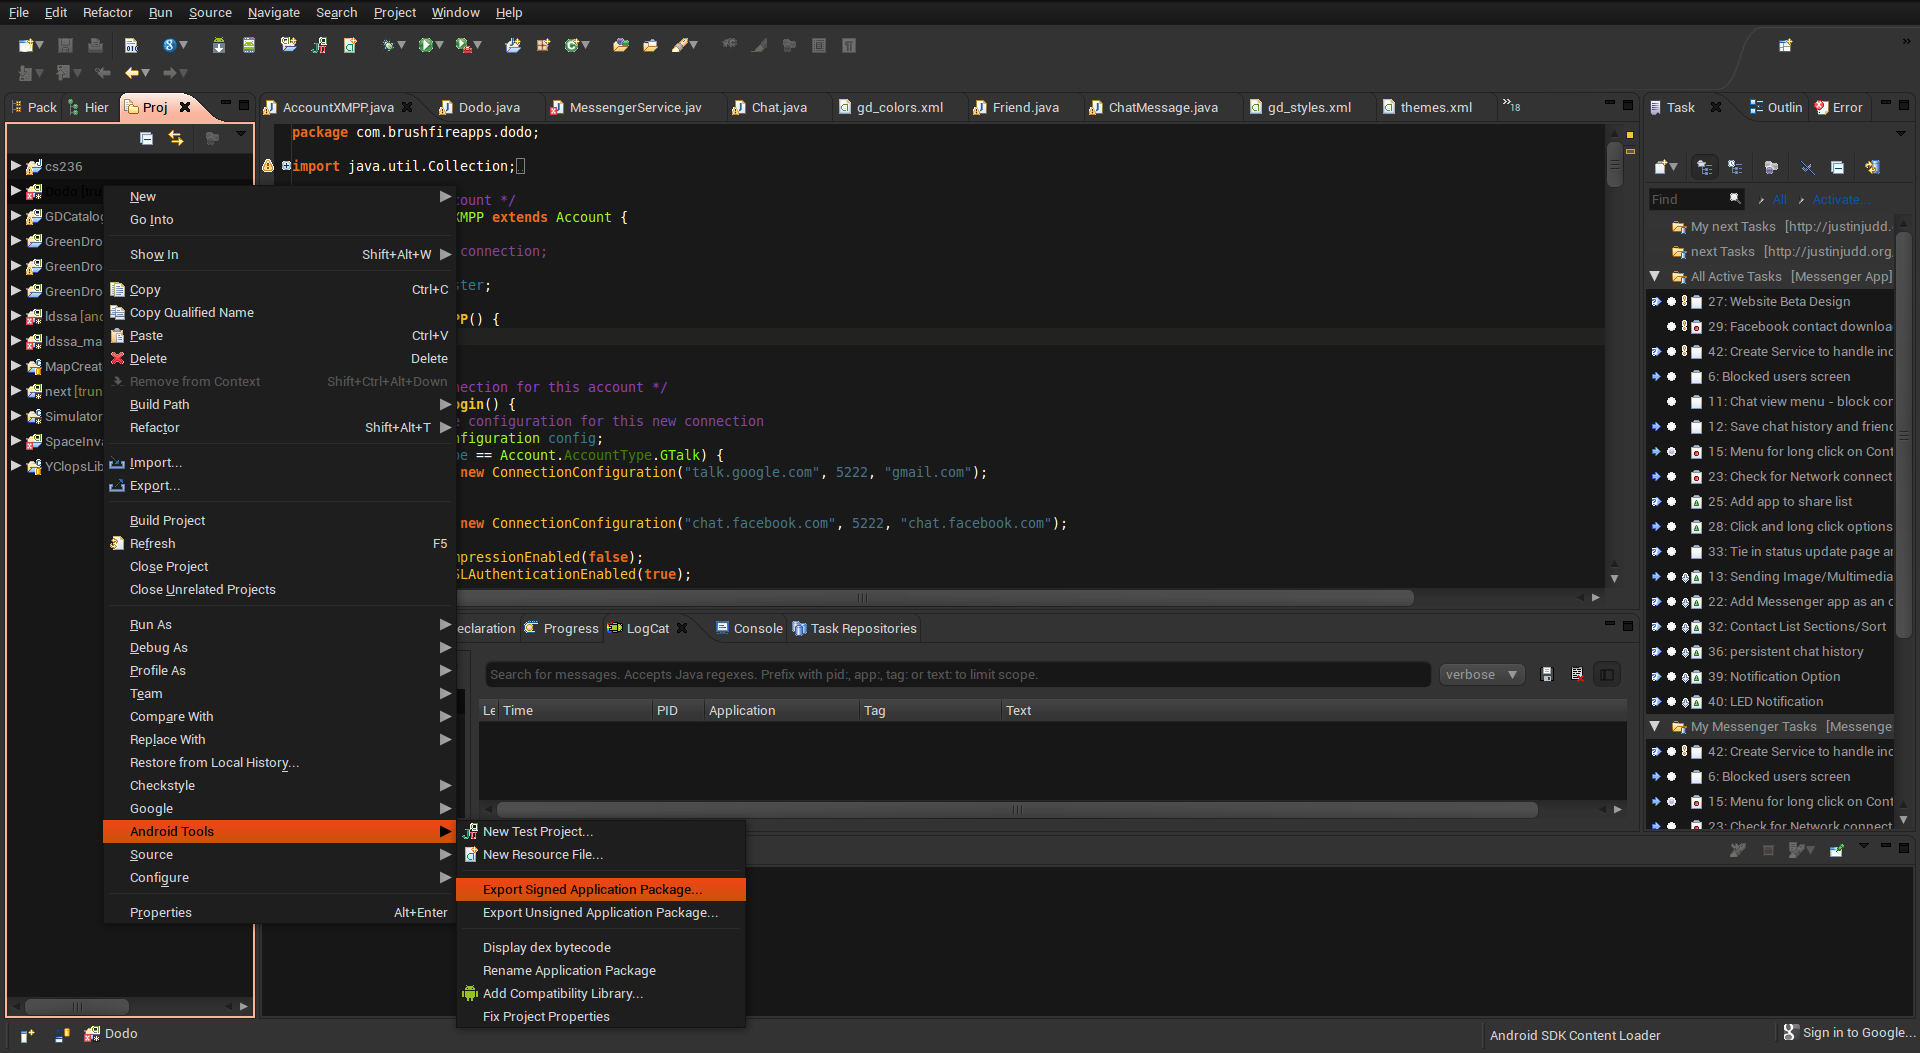 File Edit Refactor Run Source Navigate Search Project Window Help
Pack Hier Proj
cs236
Dodo
GDCatalog
GreenDro
GreenDro
GreenDro
ldssa [and
ldssa_ma
MapCreat
next [trun
Simulator
SpaceInva
YClopsLib
New
Go Into
Show In Shift+Alt+W
Copy Ctrl+C
Copy Qualified Name
Paste Ctrl+V
Delete Delete
Remove from Context Shift+Ctrl+Alt+Down
Build Path
Refactor Shift+Alt+T
Import...
Export...
Build Project
Refresh F5
Close Project
Close Unrelated Projects
Run As
Debug As
Profile As
Team
Compare With
Replace With
Restore from Local History...
Checkstyle
Google
Android Tools
Source
Configure
Properties Alt+Enter
New Test Project...
New Resource File...
Export Signed Application Package...
Export Unsigned Application Package...
Display dex bytecode
Rename Application Package
Add Compatibility Library...
Fix Project Properties
AccountXMPP.java Dodo.java MessengerService.jav Chat.java gd_colors.xml Friend.java ChatMessage.java gd_styles.xml themes.xml »18
package com.brushfireapps.dodo;
import java.util.Collection;
ount */
XMPP extends Account {
connection;
ster;
PP() {
nection for this account */
ogin() {
e configuration for this new connection
nfiguration config;
pe == Account.AccountType.GTalk) {
new ConnectionConfiguration("talk.google.com", 5222, "gmail.com");
new ConnectionConfiguration("chat.facebook.com", 5222, "chat.facebook.com");
mpressionEnabled(false);
SLAuthenticationEnabled(true);
eclaration Progress LogCat Console Task Repositories
Search for messages. Accepts Java regexes. Prefix with pid:, app:, tag: or text: to limit scope. verbose
Le Time PID Application Tag Text
Task Outlin Error
Find All Activate...
My next Tasks [http://justinjudd.
next Tasks [http://justinjudd.org
All Active Tasks [Messenger App]
27: Website Beta Design
29: Facebook contact downloa
42: Create Service to handle inc
6: Blocked users screen
11: Chat view menu - block con
12: Save chat history and frienc
15: Menu for long click on Cont
23: Check for Network connect
25: Add app to share list
28: Click and long click options
33: Tie in status update page a
13: Sending Image/Multimedia
22: Add Messenger app as an o
32: Contact List Sections/Sort
36: persistent chat history
39: Notification Option
40: LED Notification
My Messenger Tasks [Messenge
42: Create Service to handle inc
6: Blocked users screen
15: Menu for long click on Cont
23: Check for Network connect
Dodo
Android SDK Content Loader
Sign in to Google...